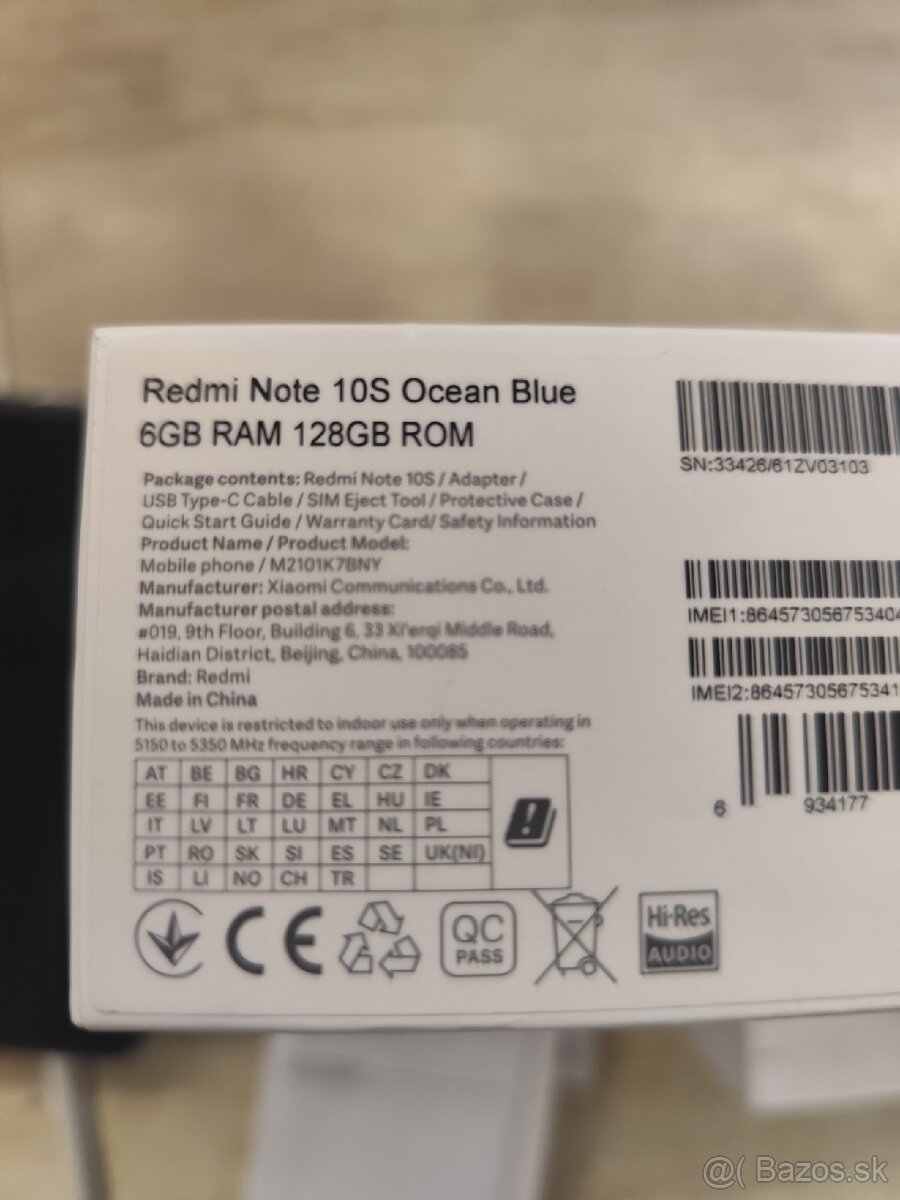 Redmi Note 10S Ocean Blue
6GB RAM 128GB ROM
Package contents: Redmi Note 10S / Adapter /
USB Type-C Cable / SIM Eject Tool / Protective Case /
Quick Start Guide / Warranty Card/ Safety Information
Product Name / Product Model:
Mobile phone / M2101K7BNY
Manufacturer: Xiaomi Communications Co., Ltd.
Manufacturer postal address:
#019, 9th Floor, Building 6, 33 Xi'erqi Middle Road,
Haidian District, Beijing, China, 100085
Brand: Redmi
Made in China
This device is restricted to indoor use only when operating in
5150 to 5350 MHz frequency range in following countries:
AT BE BG HR CY CZ DK
EE FI FR DE EL HU IE
IT LV LT LU MT NL PL
PT RO SK SI ES SE UK(NI)
IS LI NO CH TR
CE
QC
PASS
Hi-Res
AUDIO
SN:33426/61ZV03103
IMEI1:864573056753404
IMEI2:86457305675341
6 934177
@( Bazos.sk